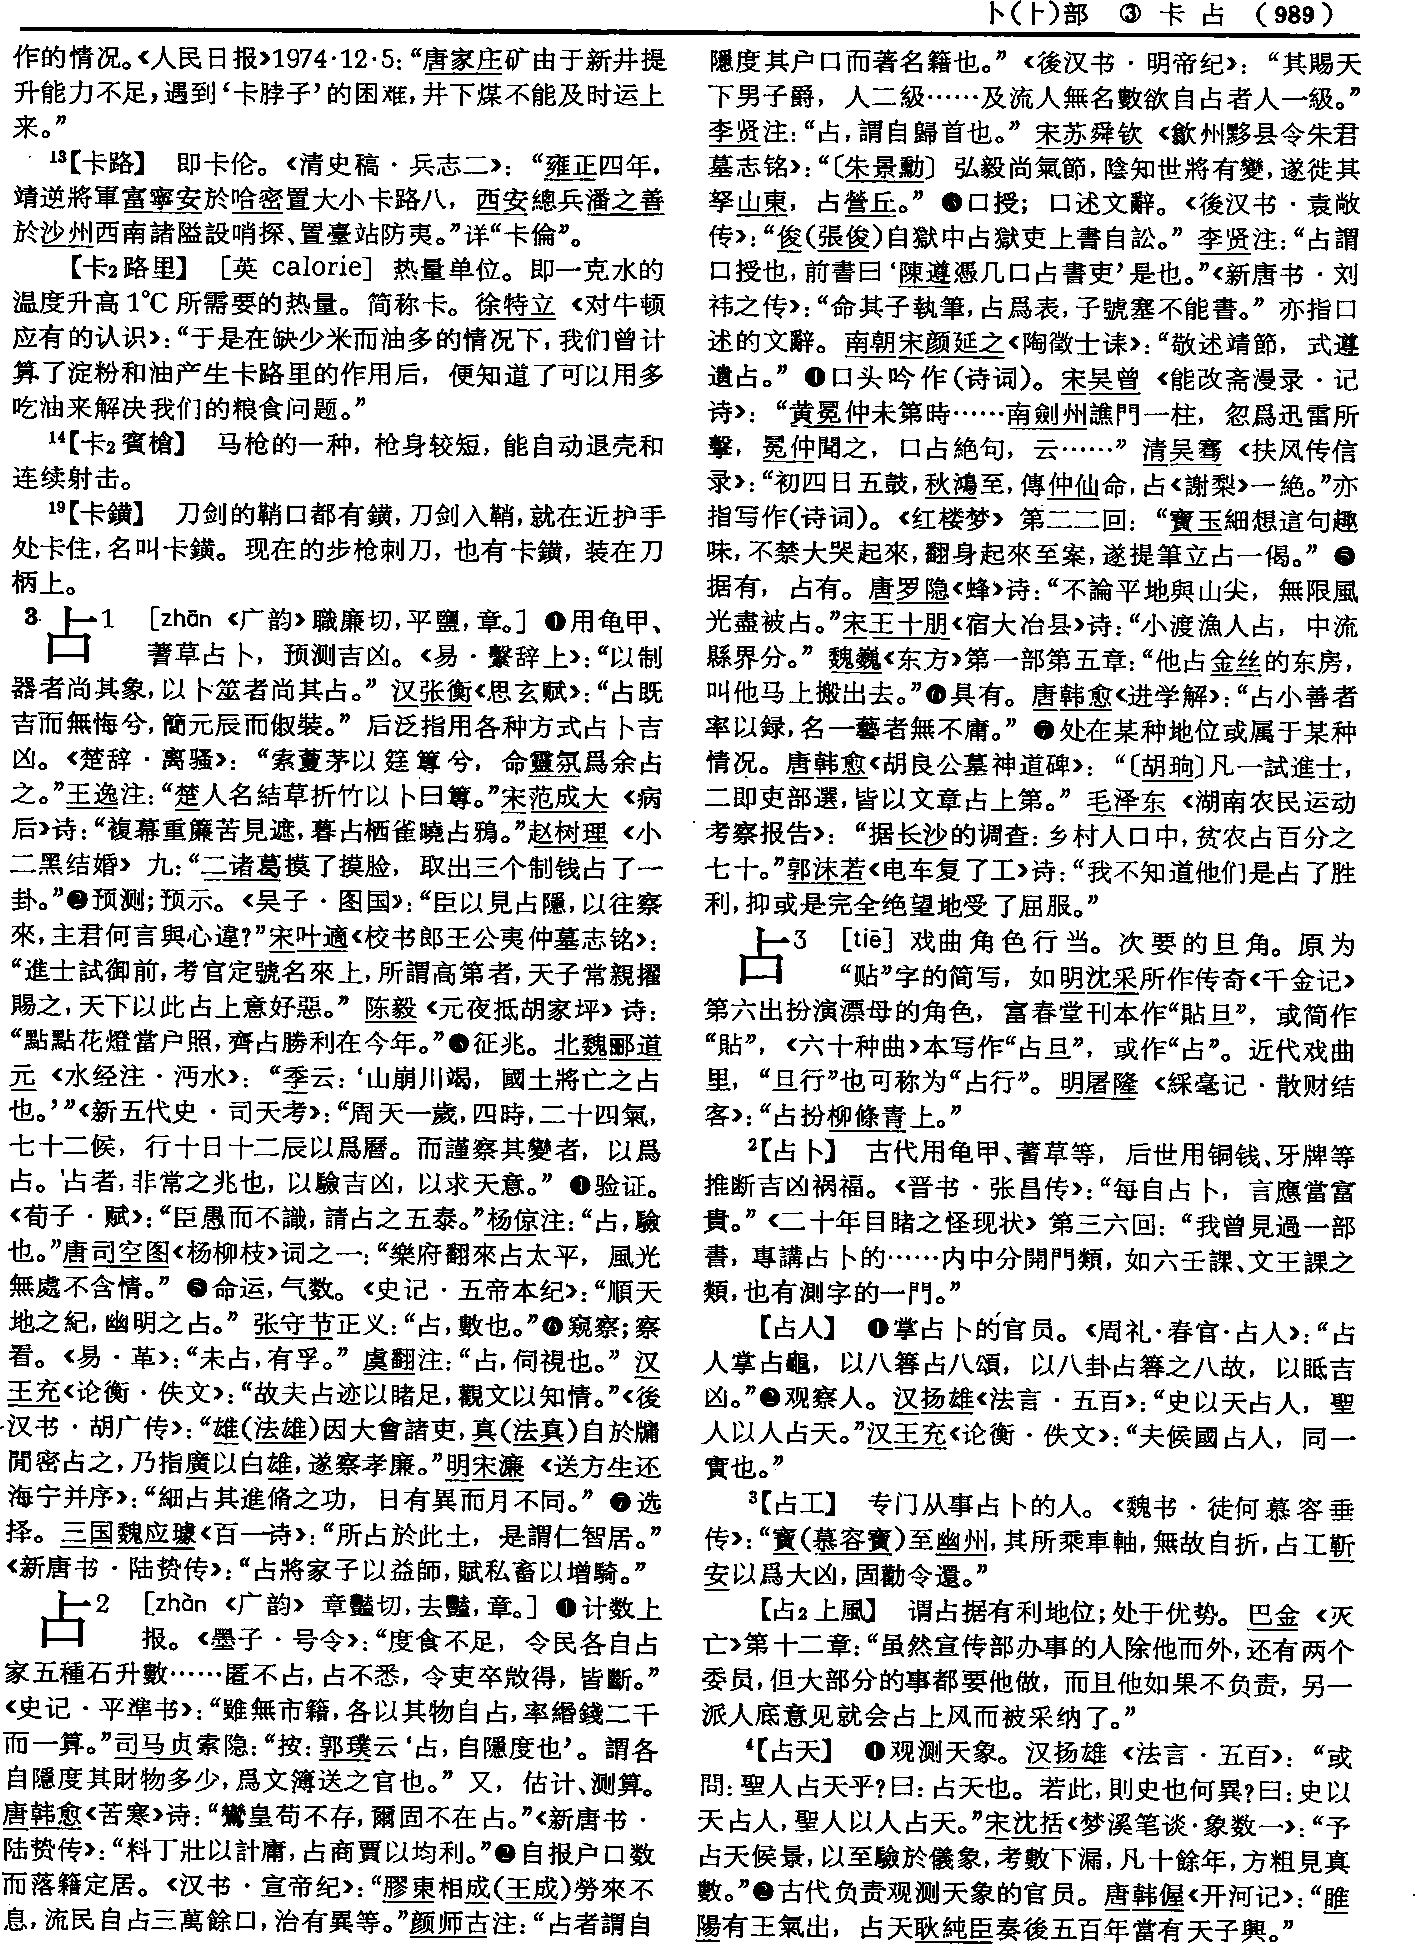 卜(⺊)部 ③ 卡 占 (989)
作的情况。《人民日报》1974·12·5：“唐家庄矿由于新井提
升能力不足，遇到‘卡脖子’的困难，井下煤不能及时运上
来。”
¹³【卡路】 即卡伦。《清史稿·兵志二》：“雍正四年，
靖逆將軍富寧安於哈密置大小卡路八，西安總兵潘之善
於沙州西南諸隘設哨探、置臺站防夷。”详“卡倫”。
【卡₂路里】 [英 calorie] 热量单位。即一克水的
温度升高1℃所需要的热量。简称卡。徐特立《对牛顿
应有的认识》：“于是在缺少米而油多的情况下，我们曾计
算了淀粉和油产生卡路里的作用后，便知道了可以用多
吃油来解决我们的粮食问题。”
¹⁴【卡₂賓槍】 马枪的一种，枪身较短，能自动退壳和
连续射击。
¹⁹【卡鐄】 刀剑的鞘口都有鐄，刀剑入鞘，就在近护手
处卡住，名叫卡鐄。现在的步枪刺刀，也有卡鐄，装在刀
柄上。
3 占1 [zhān《广韵》職廉切，平鹽，章。] ❶用龟甲、
蓍草占卜，预测吉凶。《易·繫辞上》：“以制
器者尚其象，以卜筮者尚其占。”汉张衡《思玄赋》：“占既
吉而無悔兮，簡元辰而俶裝。”后泛指用各种方式占卜吉
凶。《楚辞·离骚》：“索藑茅以筳篿兮，命靈氛爲余占
之。”王逸注：“楚人名結草折竹以卜曰篿。”宋范成大《病
后》诗：“複幕重簾苦見遮，暮占栖雀曉占鴉。”赵树理《小
二黑结婚》九：“二诸葛摸了摸脸，取出三个制钱占了一
卦。”❷预测；预示。《吴子·图国》：“臣以見占隱，以往察
來，主君何言與心違？”宋叶適《校书郎王公夷仲墓志铭》：
“進士試御前，考官定號名來上，所謂高第者，天子常親擢
賜之，天下以此占上意好惡。”陈毅《元夜抵胡家坪》诗：
“點點花燈當户照，齊占勝利在今年。”❸征兆。北魏酈道
元《水经注·沔水》：“季云：‘山崩川竭，國土將亡之占
也。’”《新五代史·司天考》：“周天一歲，四時，二十四氣，
七十二候，行十日十二辰以爲曆。而謹察其變者，以爲
占。占者，非常之兆也，以驗吉凶，以求天意。”❹验证。
《荀子·赋》：“臣愚而不識，請占之五泰。”杨倞注：“占，驗
也。”唐司空图《杨柳枝》词之一：“樂府翻來占太平，風光
無處不含情。”❺命运，气数。《史记·五帝本纪》：“順天
地之紀，幽明之占。”张守节正义：“占，數也。”❻窥察；察
看。《易·革》：“未占，有孚。”虞翻注：“占，伺視也。”汉
王充《论衡·佚文》：“故夫占迹以睹足，觀文以知情。”《後
汉书·胡广传》：“雄(法雄)因大會諸吏，真(法真)自於牖
閒密占之，乃指廣以白雄，遂察孝廉。”明宋濂《送方生还
海宁并序》：“細占其進脩之功，日有異而月不同。”❼选
择。三国魏应璩《百一诗》：“所占於此土，是謂仁智居。”
《新唐书·陆贽传》：“占將家子以益師，賦私畜以增騎。”
占2 [zhàn《广韵》章豔切，去豔，章。] ❶计数上
报。《墨子·号令》：“度食不足，令民各自占
家五種石升數……匿不占，占不悉，令吏卒敳得，皆斷。”
《史记·平準书》：“雖無市籍，各以其物自占，率緡錢二千
而一算。”司马贞索隐：“按：郭璞云‘占，自隱度也’。謂各
自隱度其財物多少，爲文簿送之官也。”又，估计、测算。
唐韩愈《苦寒》诗：“鸞皇苟不存，爾固不在占。”《新唐书·
陆贽传》：“料丁壯以計庸，占商賈以均利。”❷自报户口数
而落籍定居。《汉书·宣帝纪》：“膠東相成(王成)勞來不
息，流民自占三萬餘口，治有異等。”颜师古注：“占者謂自
隱度其户口而著名籍也。”《後汉书·明帝纪》：“其賜天
下男子爵，人二級……及流人無名數欲自占者人一級。”
李贤注：“占，謂自歸首也。”宋苏舜钦《歙州黟县令朱君
墓志铭》：“〔朱景勳〕弘毅尚氣節，陰知世將有變，遂徙其
孥山東，占營丘。”❸口授；口述文辭。《後汉书·袁敞
传》：“俊(張俊)自獄中占獄吏上書自訟。”李贤注：“占謂
口授也，前書曰‘陳遵憑几口占書吏’是也。”《新唐书·刘
祎之传》：“命其子執筆，占爲表，子號塞不能書。”亦指口
述的文辭。南朝宋颜延之《陶徵士诔》：“敬述靖節，式遵
遺占。”❹口头吟作(诗词)。宋吴曾《能改斋漫录·记
诗》：“黄冕仲未第時……南劍州譙門一柱，忽爲迅雷所
擊，冕仲聞之，口占絶句，云……”清吴骞《扶风传信
录》：“初四日五鼓，秋鴻至，傳仲仙命，占《謝梨》一絶。”亦
指写作(诗词)。《红楼梦》第二二回：“寶玉細想這句趣
味，不禁大哭起來，翻身起來至案，遂提筆立占一偈。”❺
据有，占有。唐罗隐《蜂》诗：“不論平地與山尖，無限風
光盡被占。”宋王十朋《宿大冶县》诗：“小渡漁人占，中流
縣界分。”魏巍《东方》第一部第五章：“他占金丝的东房，
叫他马上搬出去。”❻具有。唐韩愈《进学解》：“占小善者
率以録，名一藝者無不庸。”❼处在某种地位或属于某种
情况。唐韩愈《胡良公墓神道碑》：“〔胡珦〕凡一試進士，
二即吏部選，皆以文章占上第。”毛泽东《湖南农民运动
考察报告》：“据长沙的调查：乡村人口中，贫农占百分之
七十。”郭沫若《电车复了工》诗：“我不知道他们是占了胜
利，抑或是完全绝望地受了屈服。”
占3 [tiē] 戏曲角色行当。次要的旦角。原为
“贴”字的简写，如明沈采所作传奇《千金记》
第六出扮演漂母的角色，富春堂刊本作“貼旦”，或简作
“貼”，《六十种曲》本写作“占旦”，或作“占”。近代戏曲
里，“旦行”也可称为“占行”。明屠隆《綵毫记·散财结
客》：“占扮柳條青上。”
²【占卜】 古代用龟甲、蓍草等，后世用铜钱、牙牌等
推断吉凶祸福。《晋书·张昌传》：“每自占卜，言應當富
貴。”《二十年目睹之怪现状》第三六回：“我曾見過一部
書，專講占卜的……内中分開門類，如六壬課、文王課之
類，也有測字的一門。”
【占人】 ❶掌占卜的官员。《周礼·春官·占人》：“占
人掌占龜，以八簭占八頌，以八卦占簭之八故，以眡吉
凶。”❷观察人。汉扬雄《法言·五百》：“史以天占人，聖
人以人占天。”汉王充《论衡·佚文》：“夫候國占人，同一
實也。”
³【占工】 专门从事占卜的人。《魏书·徒何慕容垂
传》：“寶(慕容寶)至幽州，其所乘車軸，無故自折，占工靳
安以爲大凶，固勸令還。”
【占₂上風】 谓占据有利地位；处于优势。巴金《灭
亡》第十二章：“虽然宣传部办事的人除他而外，还有两个
委员，但大部分的事都要他做，而且他如果不负责，另一
派人底意见就会占上风而被采纳了。”
⁴【占天】 ❶观测天象。汉扬雄《法言·五百》：“或
問：聖人占天乎？曰：占天也。若此，則史也何異？曰：史以
天占人，聖人以人占天。”宋沈括《梦溪笔谈·象数一》：“予
占天候景，以至驗於儀象，考數下漏，凡十餘年，方粗見真
數。”❷古代负责观测天象的官员。唐韩偓《开河记》：“睢
陽有王氣出，占天耿純臣奏後五百年當有天子興。”